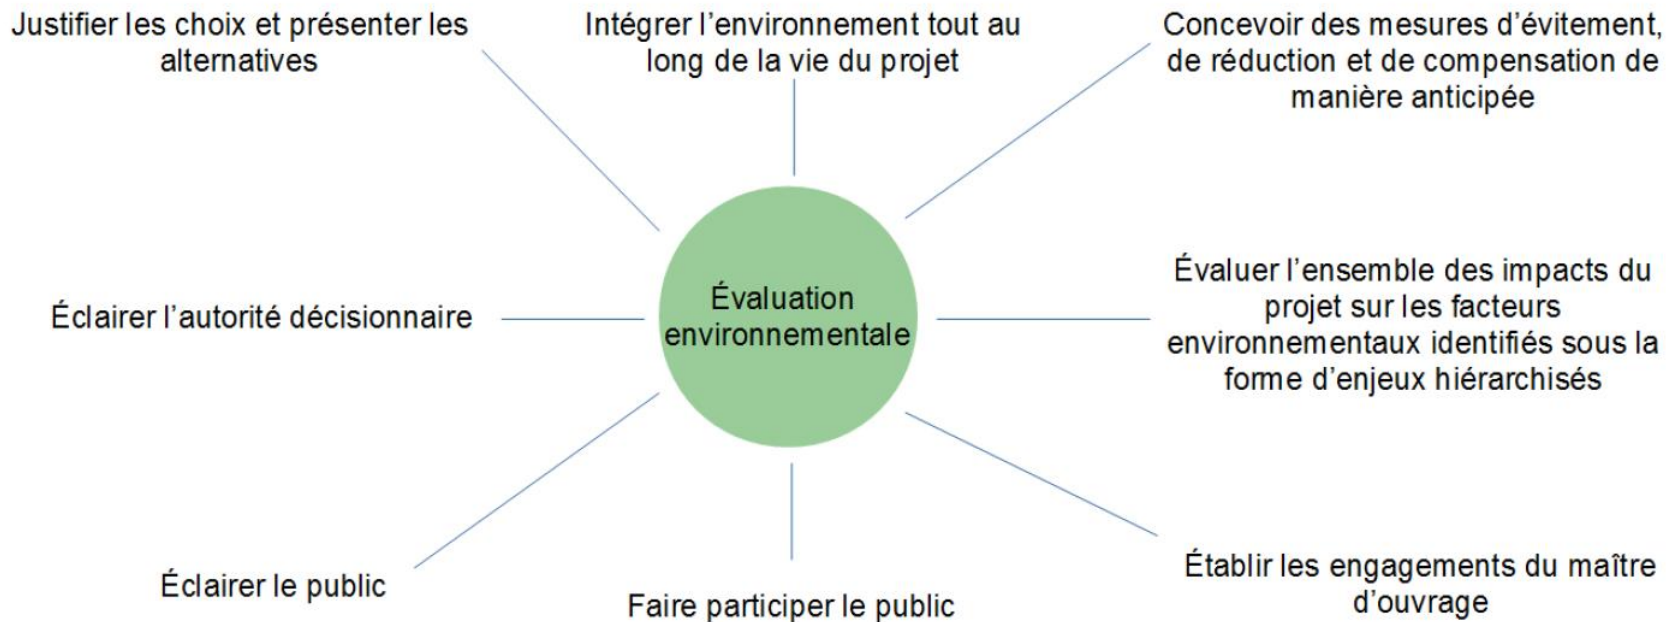 Justifier les choix et présenter les
alternatives
Intégrer l’environnement tout au
long de la vie du projet
Concevoir des mesures d’évitement,
de réduction et de compensation de
manière anticipée
Éclairer l’autorité décisionnaire
Évaluation
environnementale
Évaluer l’ensemble des impacts du
projet sur les facteurs
environnementaux identifiés sous la
forme d’enjeux hiérarchisés
Éclairer le public
Faire participer le public
Établir les engagements du maître
d’ouvrage